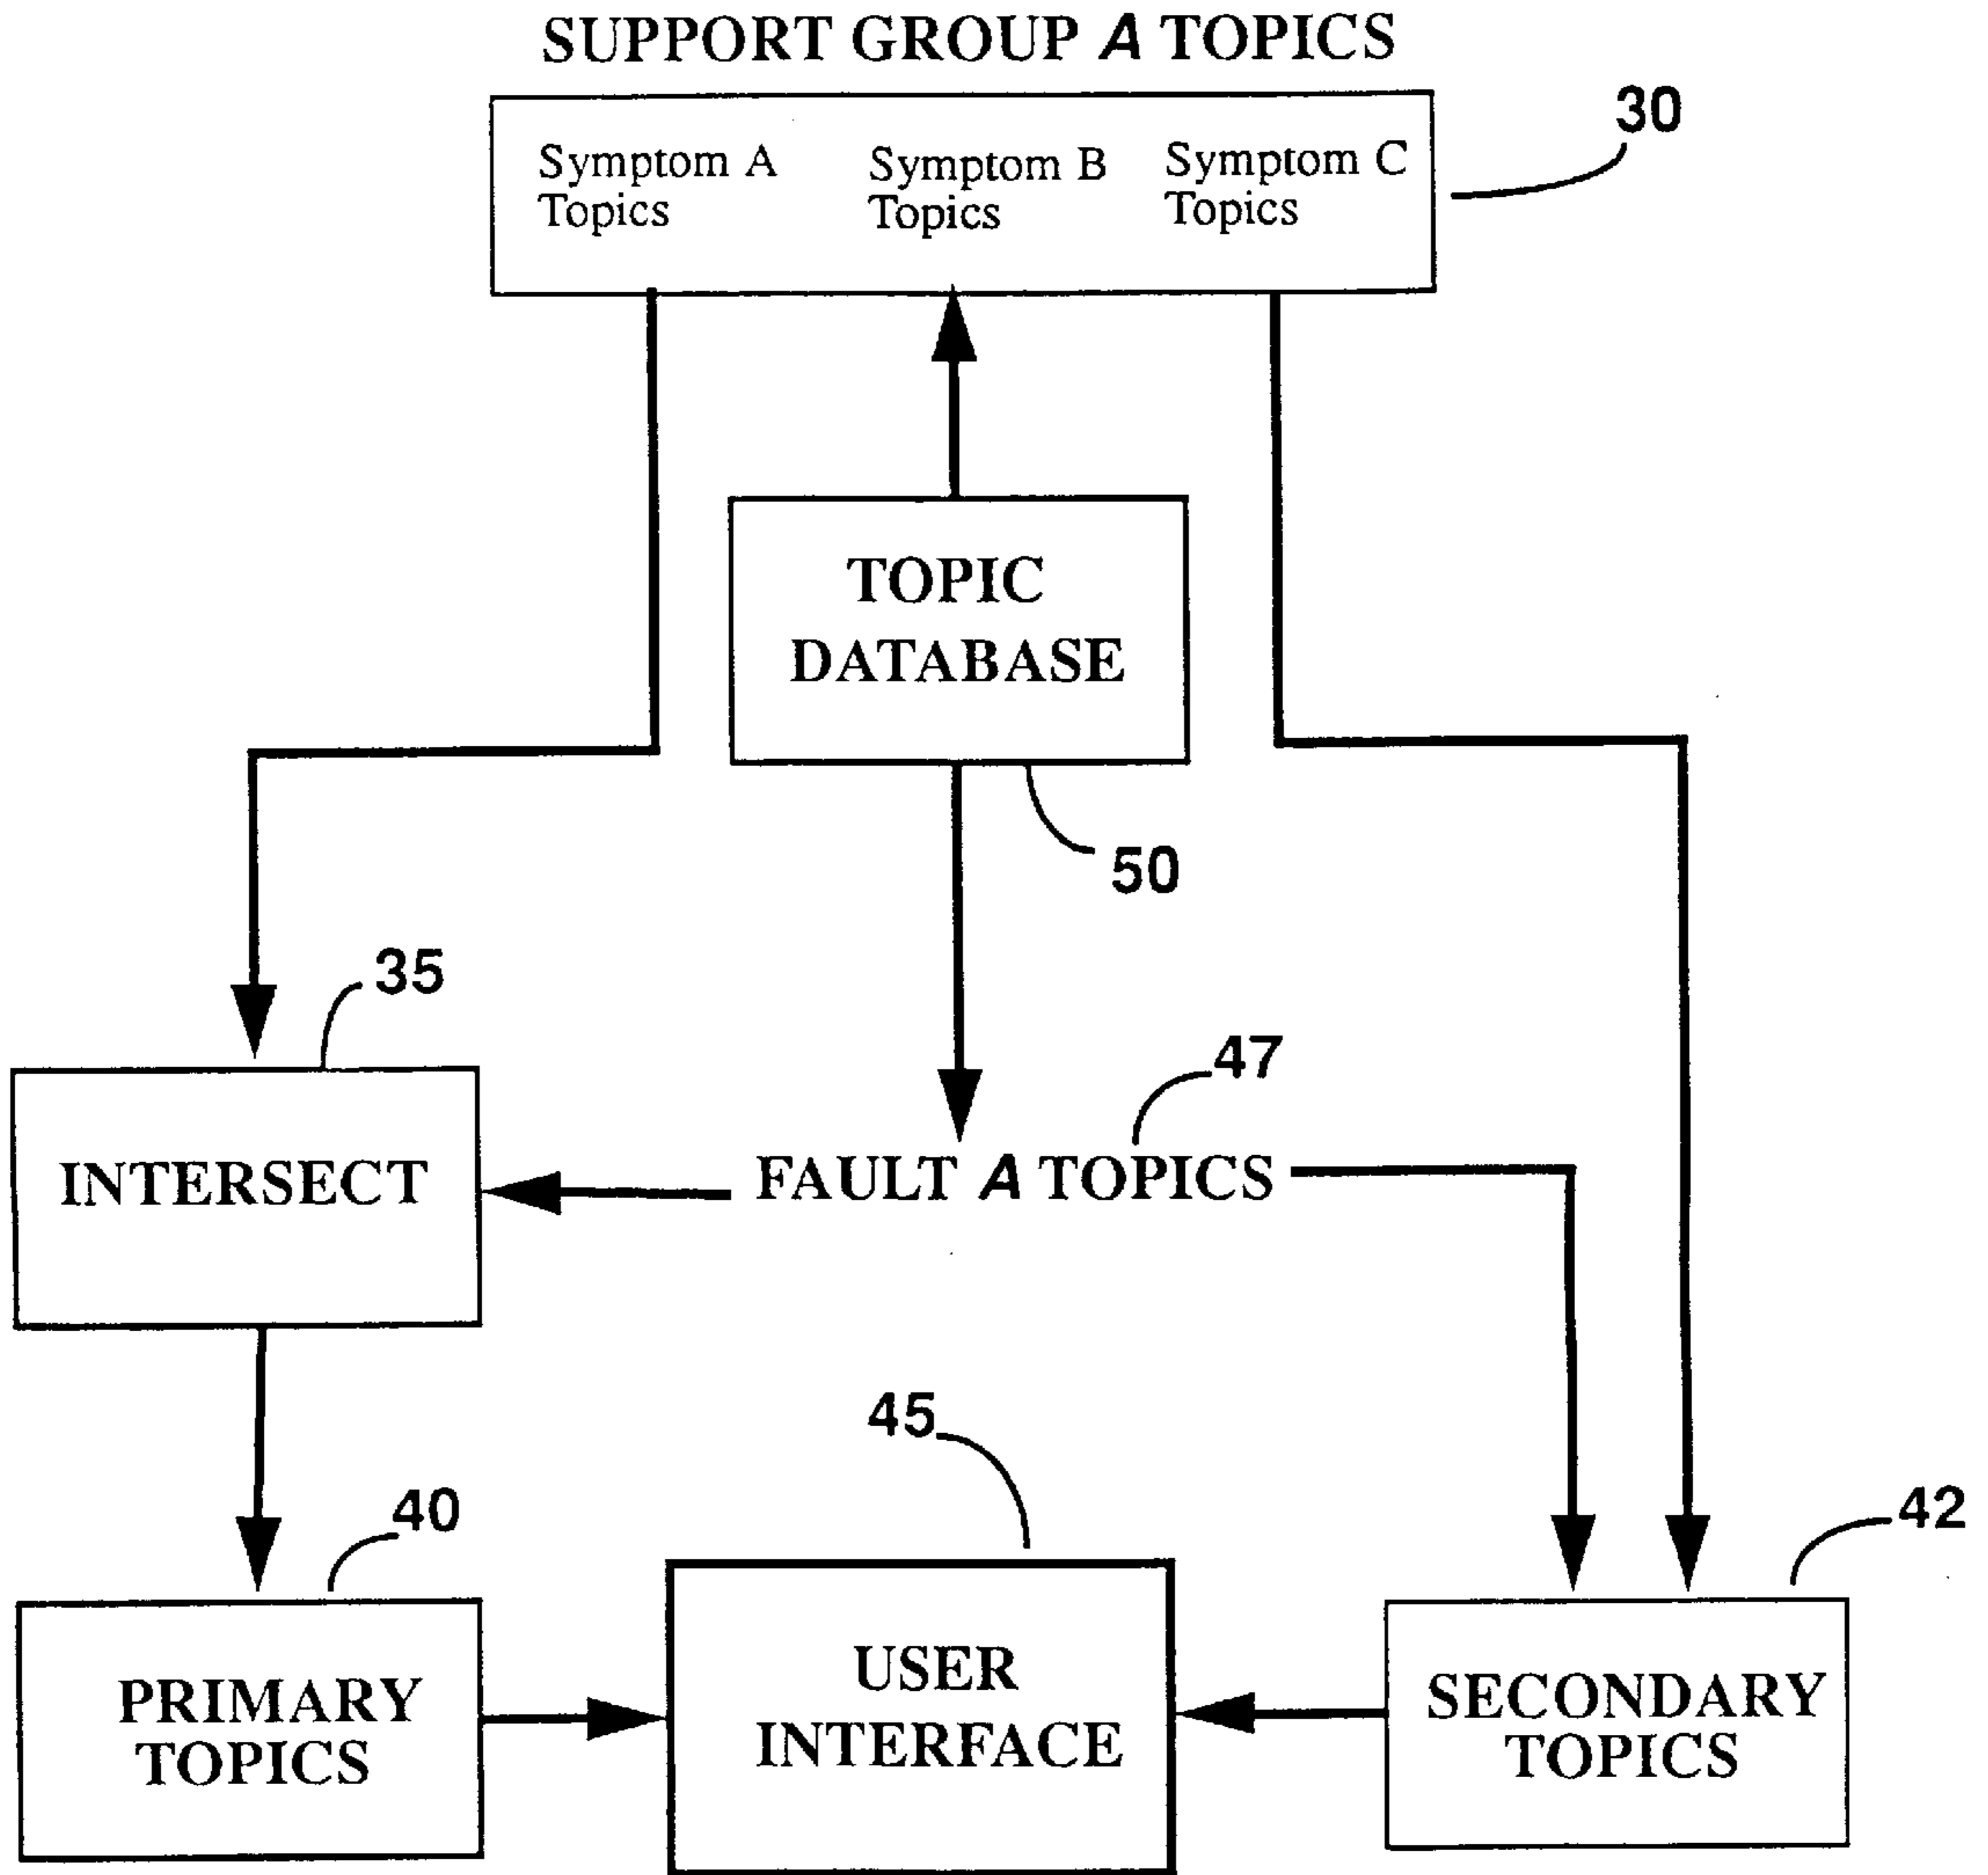 SUPPORT GROUP A TOPICS
30
Symptom A
Topics
Symptom B
Topics
Symptom C
Topics
TOPIC
DATABASE
50
35
47
INTERSECT
FAULT A TOPICS
45
40
42
PRIMARY
TOPICS
USER
INTERFACE
SECONDARY
TOPICS